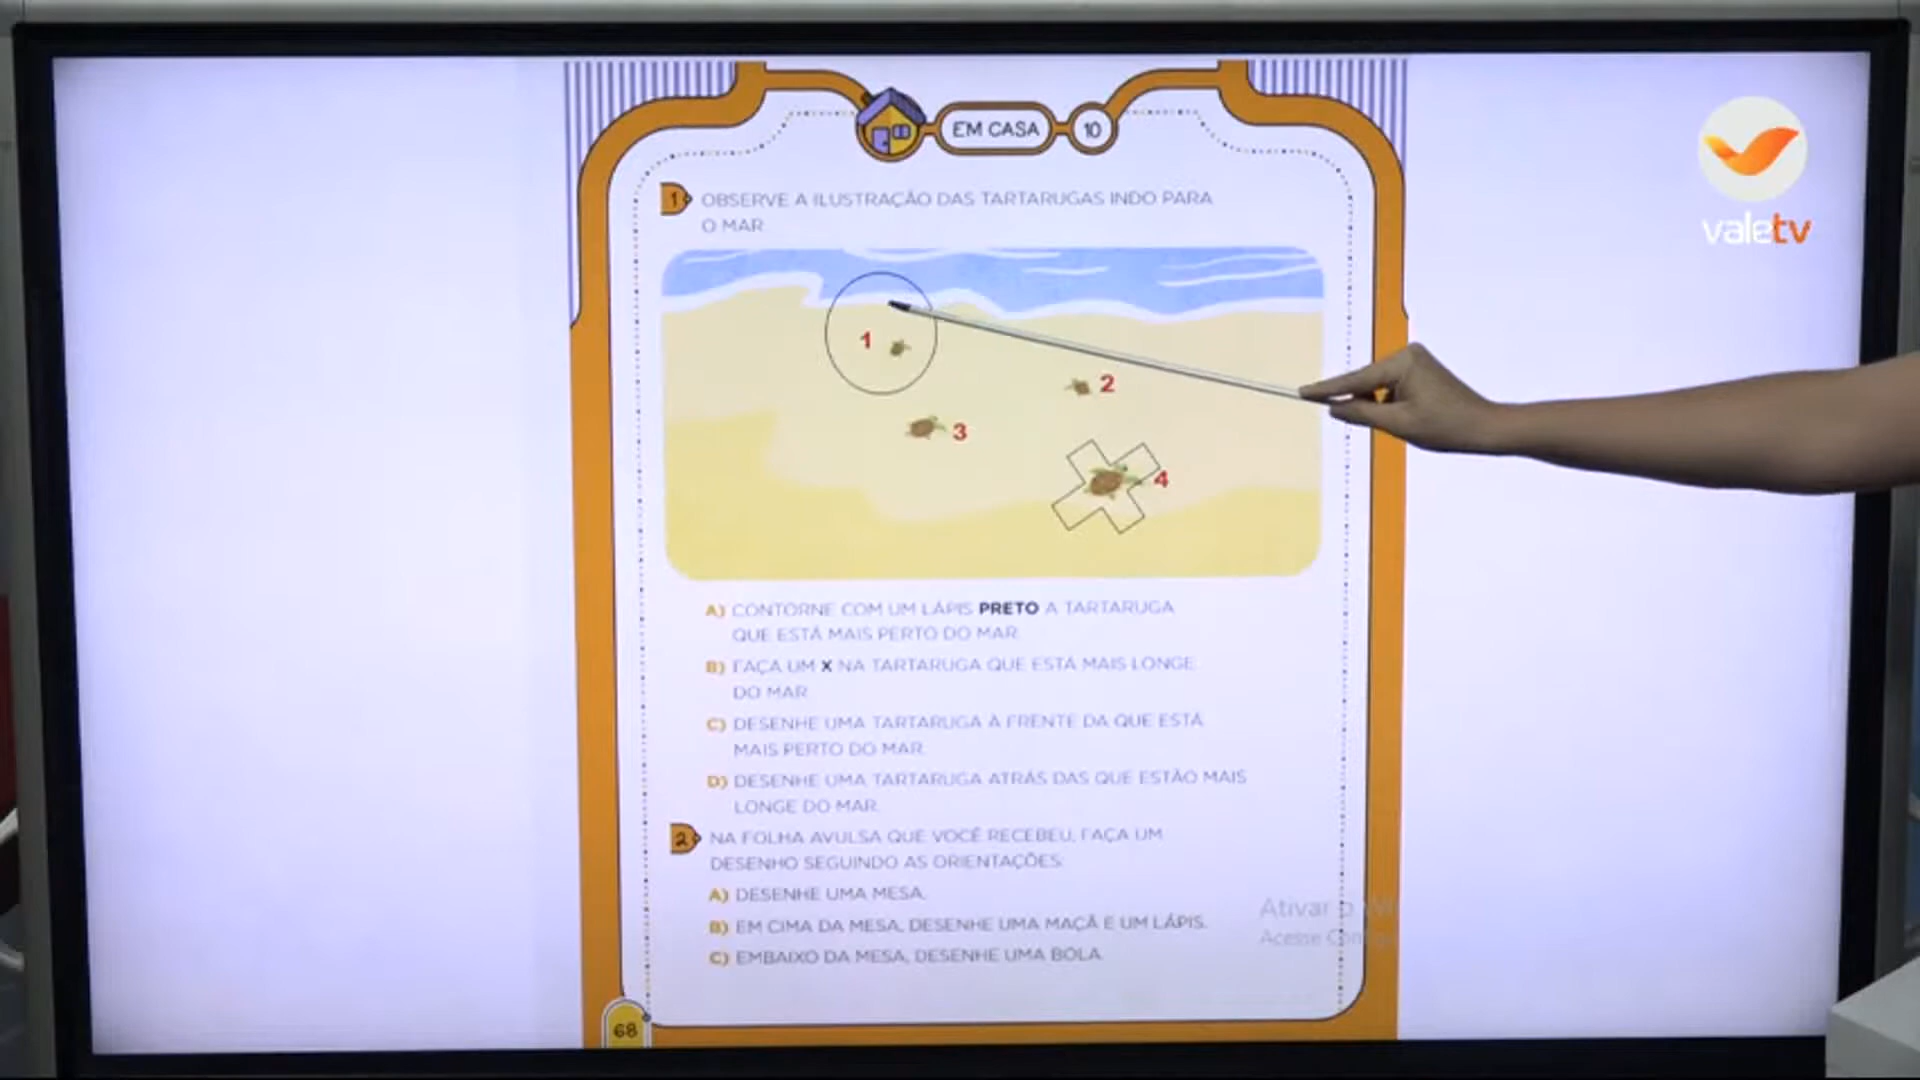 EM CASA 10
valetv
1 OBSERVE A ILUSTRAÇÃO DAS TARTARUGAS INDO PARA
O MAR
1
2
3
4
A) CONTORNE COM UM LÁPIS PRETO A TARTARUGA
QUE ESTÁ MAIS PERTO DO MAR.
B) FAÇA UM X NA TARTARUGA QUE ESTÁ MAIS LONGE
DO MAR
C) DESENHE UMA TARTARUGA À FRENTE DA QUE ESTÁ
MAIS PERTO DO MAR.
D) DESENHE UMA TARTARUGA ATRÁS DAS QUE ESTÃO MAIS
LONGE DO MAR.
2 NA FOLHA AVULSA QUE VOCÊ RECEBEU, FAÇA UM
DESENHO SEGUINDO AS ORIENTAÇÕES.
A) DESENHE UMA MESA.
B) EM CIMA DA MESA, DESENHE UMA MAÇÃ E UM LÁPIS.
C) EMBAIXO DA MESA, DESENHE UMA BOLA.
Ativar o
Acesse
68